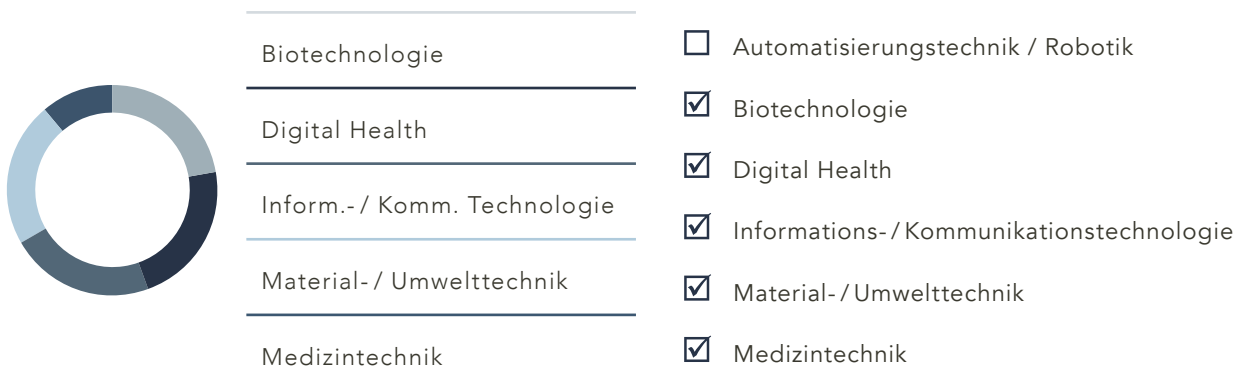 Biotechnologie
Digital Health
Inform.- / Komm. Technologie
Material- / Umwelttechnik
Medizintechnik
Automatisierungstechnik / Robotik
Biotechnologie
Digital Health
Informations- / Kommunikationstechnologie
Material- / Umwelttechnik
Medizintechnik